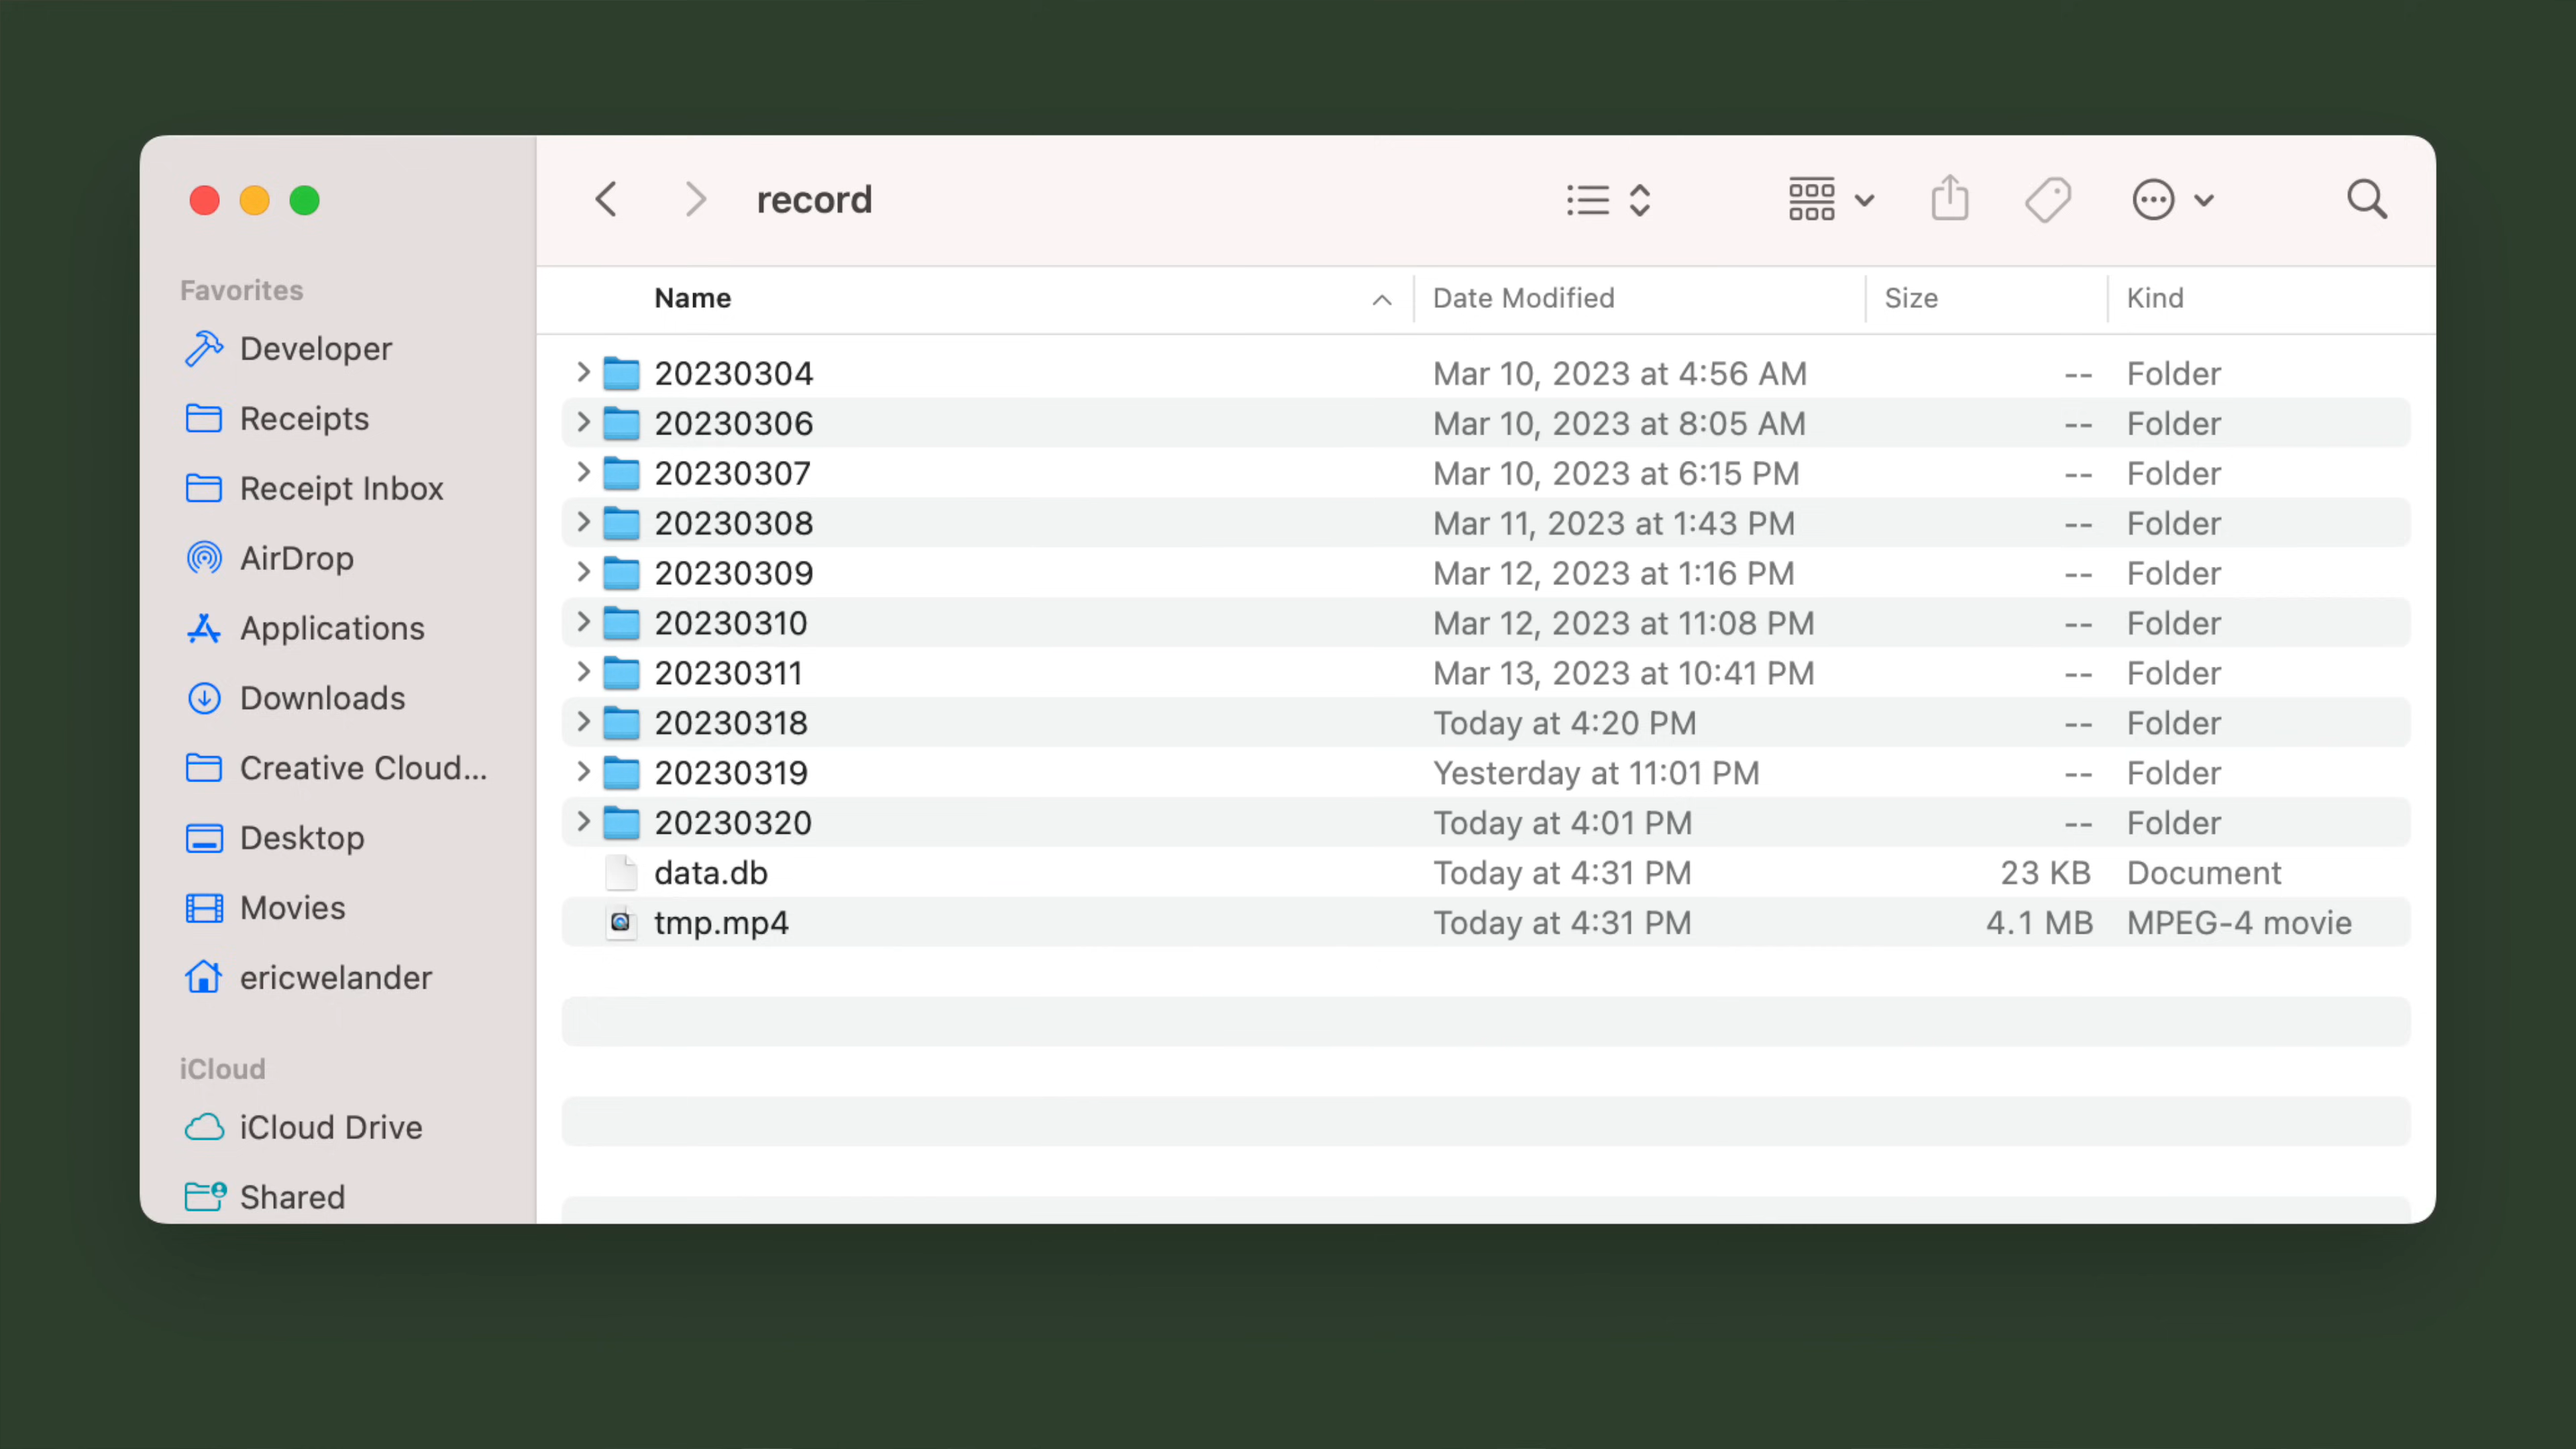 record
Favorites
Developer
Receipts
Receipt Inbox
AirDrop
Applications
Downloads
Creative Cloud...
Desktop
Movies
ericwelander
iCloud
iCloud Drive
Shared
Name Date Modified Size Kind
20230304 Mar 10, 2023 at 4:56 AM -- Folder
20230306 Mar 10, 2023 at 8:05 AM -- Folder
20230307 Mar 10, 2023 at 6:15 PM -- Folder
20230308 Mar 11, 2023 at 1:43 PM -- Folder
20230309 Mar 12, 2023 at 1:16 PM -- Folder
20230310 Mar 12, 2023 at 11:08 PM -- Folder
20230311 Mar 13, 2023 at 10:41 PM -- Folder
20230318 Today at 4:20 PM -- Folder
20230319 Yesterday at 11:01 PM -- Folder
20230320 Today at 4:01 PM -- Folder
data.db Today at 4:31 PM 23 KB Document
tmp.mp4 Today at 4:31 PM 4.1 MB MPEG-4 movie